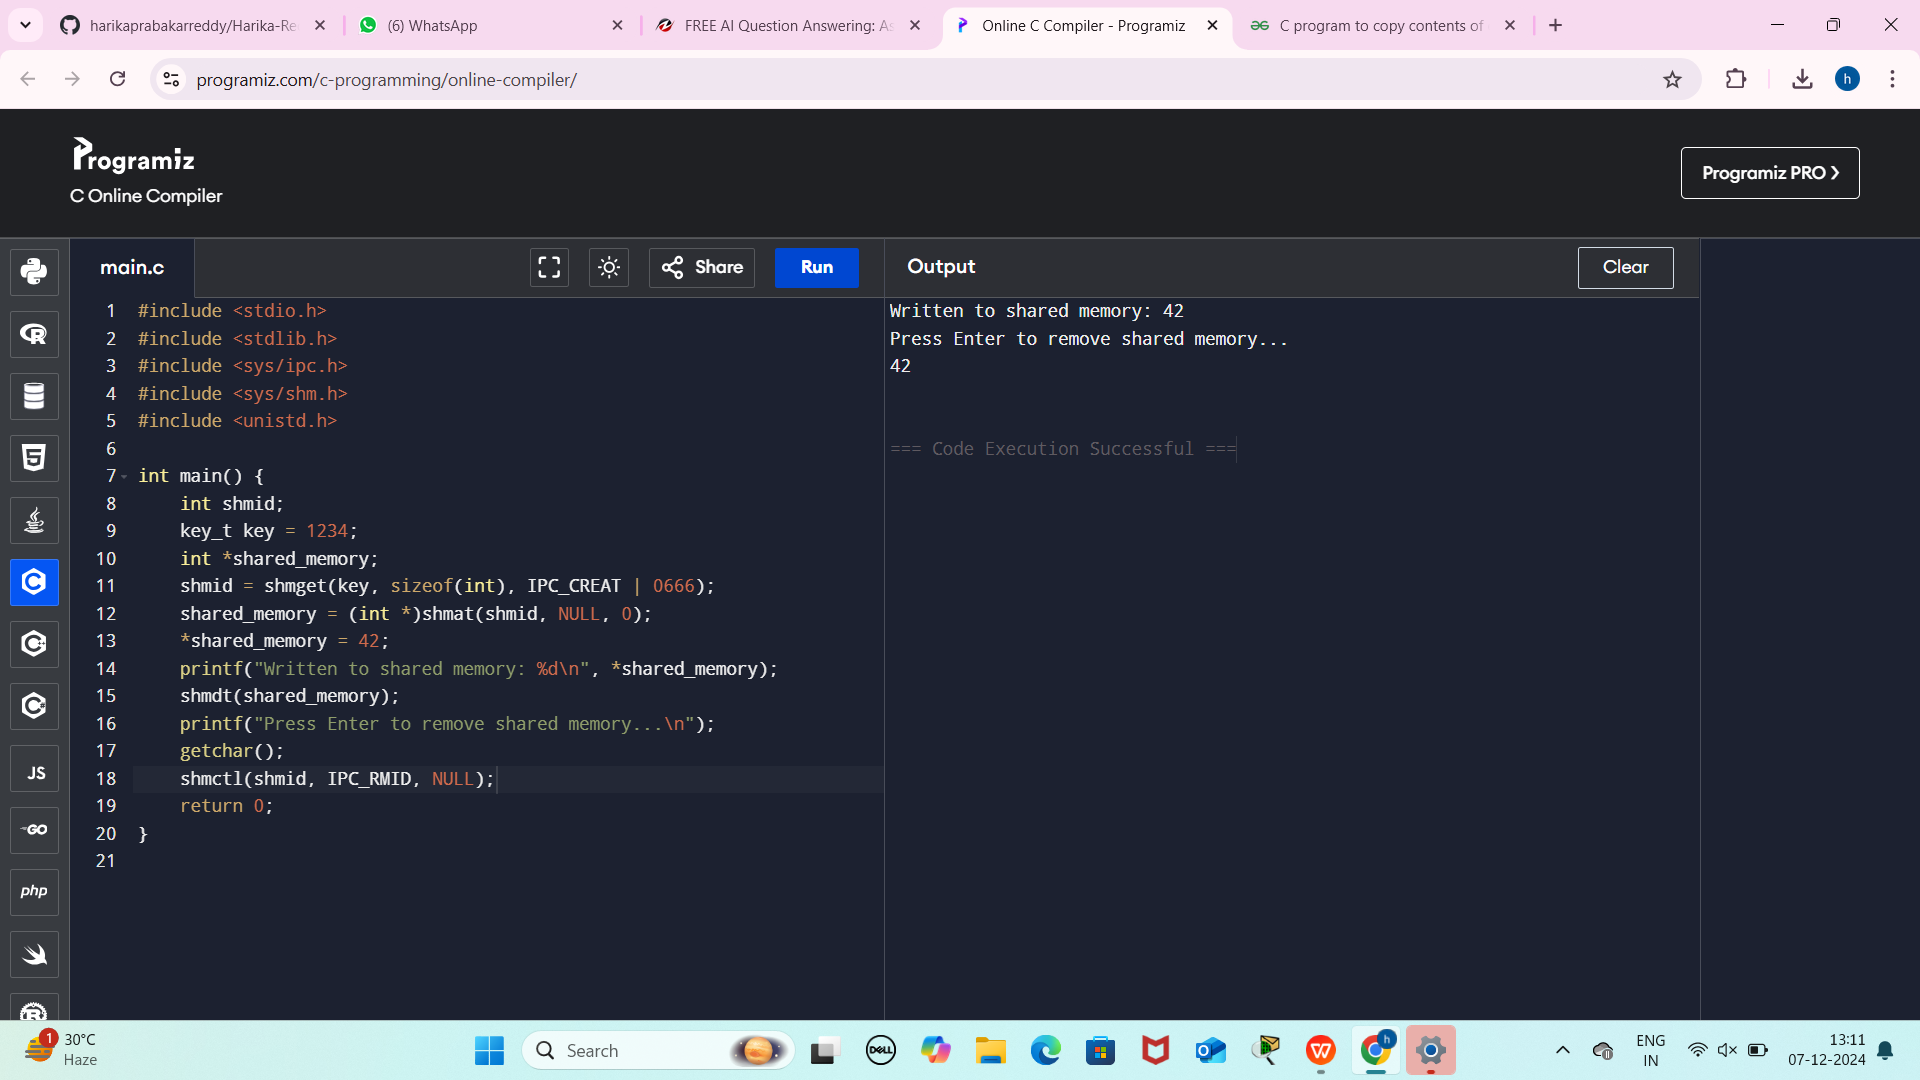 harikaprabakarreddy/Harika-Re
(6) WhatsApp
FREE AI Question Answering: As
Online C Compiler - Programiz
C program to copy contents of
programiz.com/c-programming/online-compiler/
h
Programiz
C Online Compiler
Programiz PRO
main.c
Share
Run
Output
Clear
1 #include <stdio.h>
2 #include <stdlib.h>
3 #include <sys/ipc.h>
4 #include <sys/shm.h>
5 #include <unistd.h>
6
7 int main() {
8 int shmid;
9 key_t key = 1234;
10 int *shared_memory;
11 shmid = shmget(key, sizeof(int), IPC_CREAT | 0666);
12 shared_memory = (int *)shmat(shmid, NULL, 0);
13 *shared_memory = 42;
14 printf("Written to shared memory: %d\n", *shared_memory);
15 shmdt(shared_memory);
16 printf("Press Enter to remove shared memory...\n");
17 getchar();
18 shmctl(shmid, IPC_RMID, NULL);
19 return 0;
20 }
21
Written to shared memory: 42
Press Enter to remove shared memory...
42
=== Code Execution Successful ===
R
5
C
C
C
JS
GO
php
R
1
30°C
Haze
Search
DELL
W
h
ENG
IN
13:11
07-12-2024